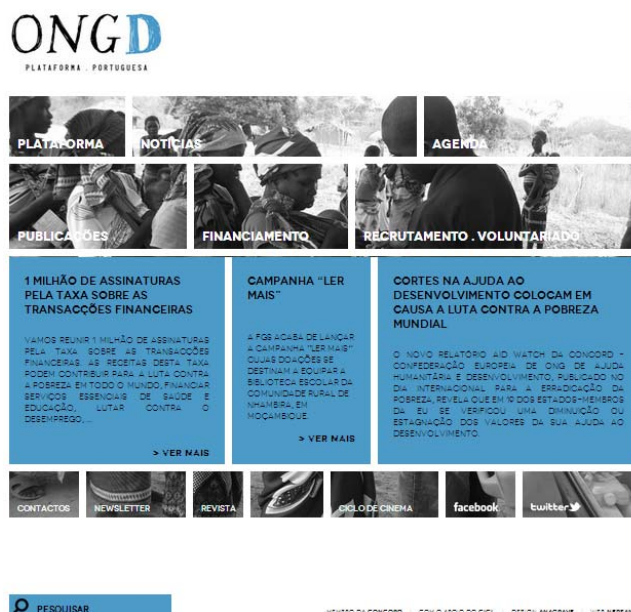 ONGD
PLATAFORMA . PORTUGUESA
PLATAFORMA
NOTÍCIAS
AGENDA
PUBLICAÇÕES
FINANCIAMENTO
RECRUTAMENTO . VOLUNTARIADO
1 MILHÃO DE ASSINATURAS
PELA TAXA SOBRE AS
TRANSACÇÕES FINANCEIRAS
VAMOS REUNIR 1 MILHÃO DE ASSINATURAS
PELA TAXA SOBRE AS TRANSACÇÕES
FINANCEIRAS. AS RECEITAS DESTA TAXA
PODEM CONTRIBUIR PARA A LUTA CONTRA
A POBREZA EM TODO O MUNDO, FINANCIAR
SERVIÇOS ESSENCIAIS DE SAÚDE E
EDUCAÇÃO, LUTAR CONTRA O
DESEMPREGO, ...
> VER MAIS
CAMPANHA “LER
MAIS”
A FGS ACABA DE LANÇAR
A CAMPANHA “LER MAIS”
CUJAS DOAÇÕES SE
DESTINAM A EQUIPAR A
BIBLIOTECA ESCOLAR DA
COMUNIDADE RURAL DE
NHAMBIRA, EM
MOÇAMBIQUE.
> VER MAIS
CORTES NA AJUDA AO
DESENVOLVIMENTO COLOCAM EM
CAUSA A LUTA CONTRA A POBREZA
MUNDIAL
O NOVO RELATÓRIO AID WATCH DA CONCORD -
CONFEDERAÇÃO EUROPEIA DE ONG DE AJUDA
HUMANITÁRIA E DESENVOLVIMENTO, PUBLICADO NO
DIA INTERNACIONAL PARA A ERRADICAÇÃO DA
POBREZA, REVELA QUE EM 19 DOS ESTADOS-MEMBROS
DA EU SE VERIFICOU UMA DIMINUIÇÃO OU
ESTAGNAÇÃO DOS VALORES DA SUA AJUDA AO
DESENVOLVIMENTO.
CONTACTOS
NEWSLETTER
REVISTA
CICLO DE CINEMA
facebook
twitter
PESQUISAR